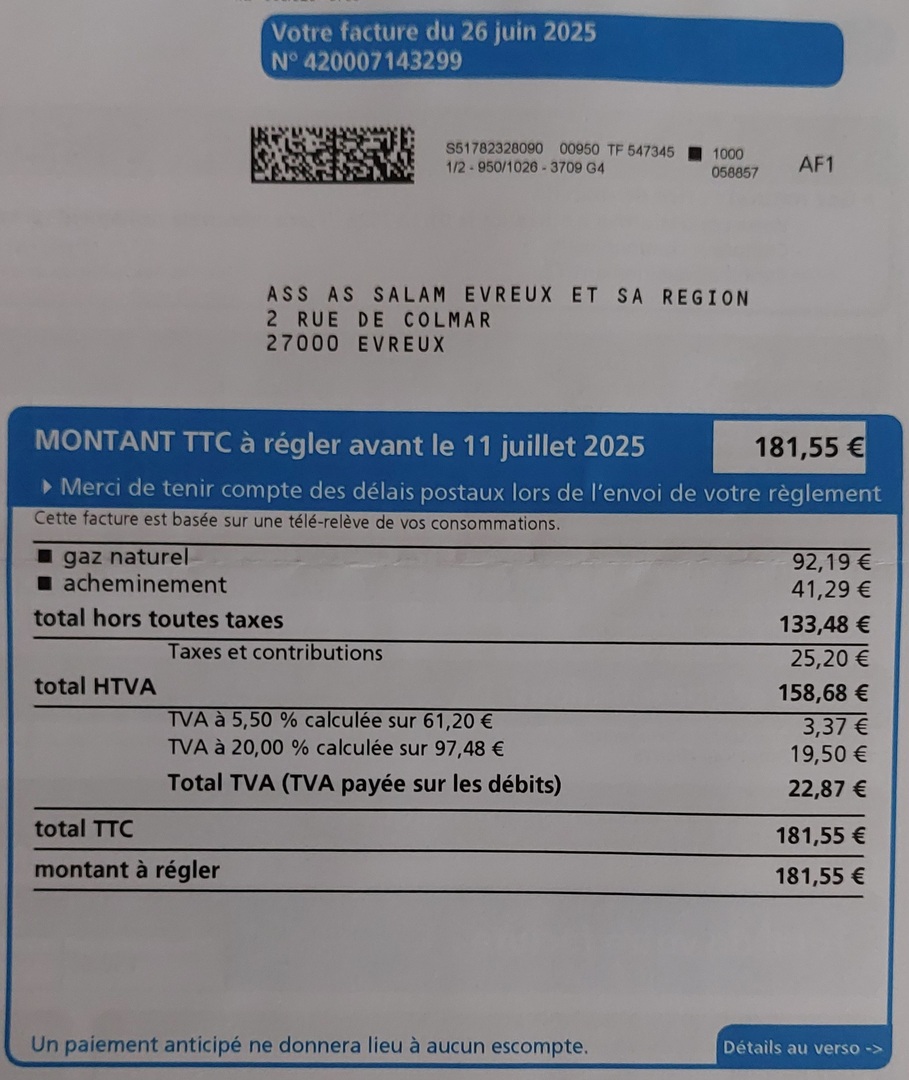 Votre facture du 26 juin 2025
N° 420007143299
S51782328090 00950 TF 547345 ■ 1000
1/2 - 950/1026 - 3709 G4 058857
AF1
ASS AS SALAM EVREUX ET SA REGION
2 RUE DE COLMAR
27000 EVREUX
MONTANT TTC à régler avant le 11 juillet 2025 181,55 €
Merci de tenir compte des délais postaux lors de l'envoi de votre règlement
Cette facture est basée sur une télé-relève de vos consommations.
■ gaz naturel 92,19 €
■ acheminement 41,29 €
total hors toutes taxes 133,48 €
Taxes et contributions 25,20 €
total HTVA 158,68 €
TVA à 5,50 % calculée sur 61,20 € 3,37 €
TVA à 20,00 % calculée sur 97,48 € 19,50 €
Total TVA (TVA payée sur les débits) 22,87 €
total TTC 181,55 €
montant à régler 181,55 €
Un paiement anticipé ne donnera lieu à aucun escompte.
Détails au verso ->